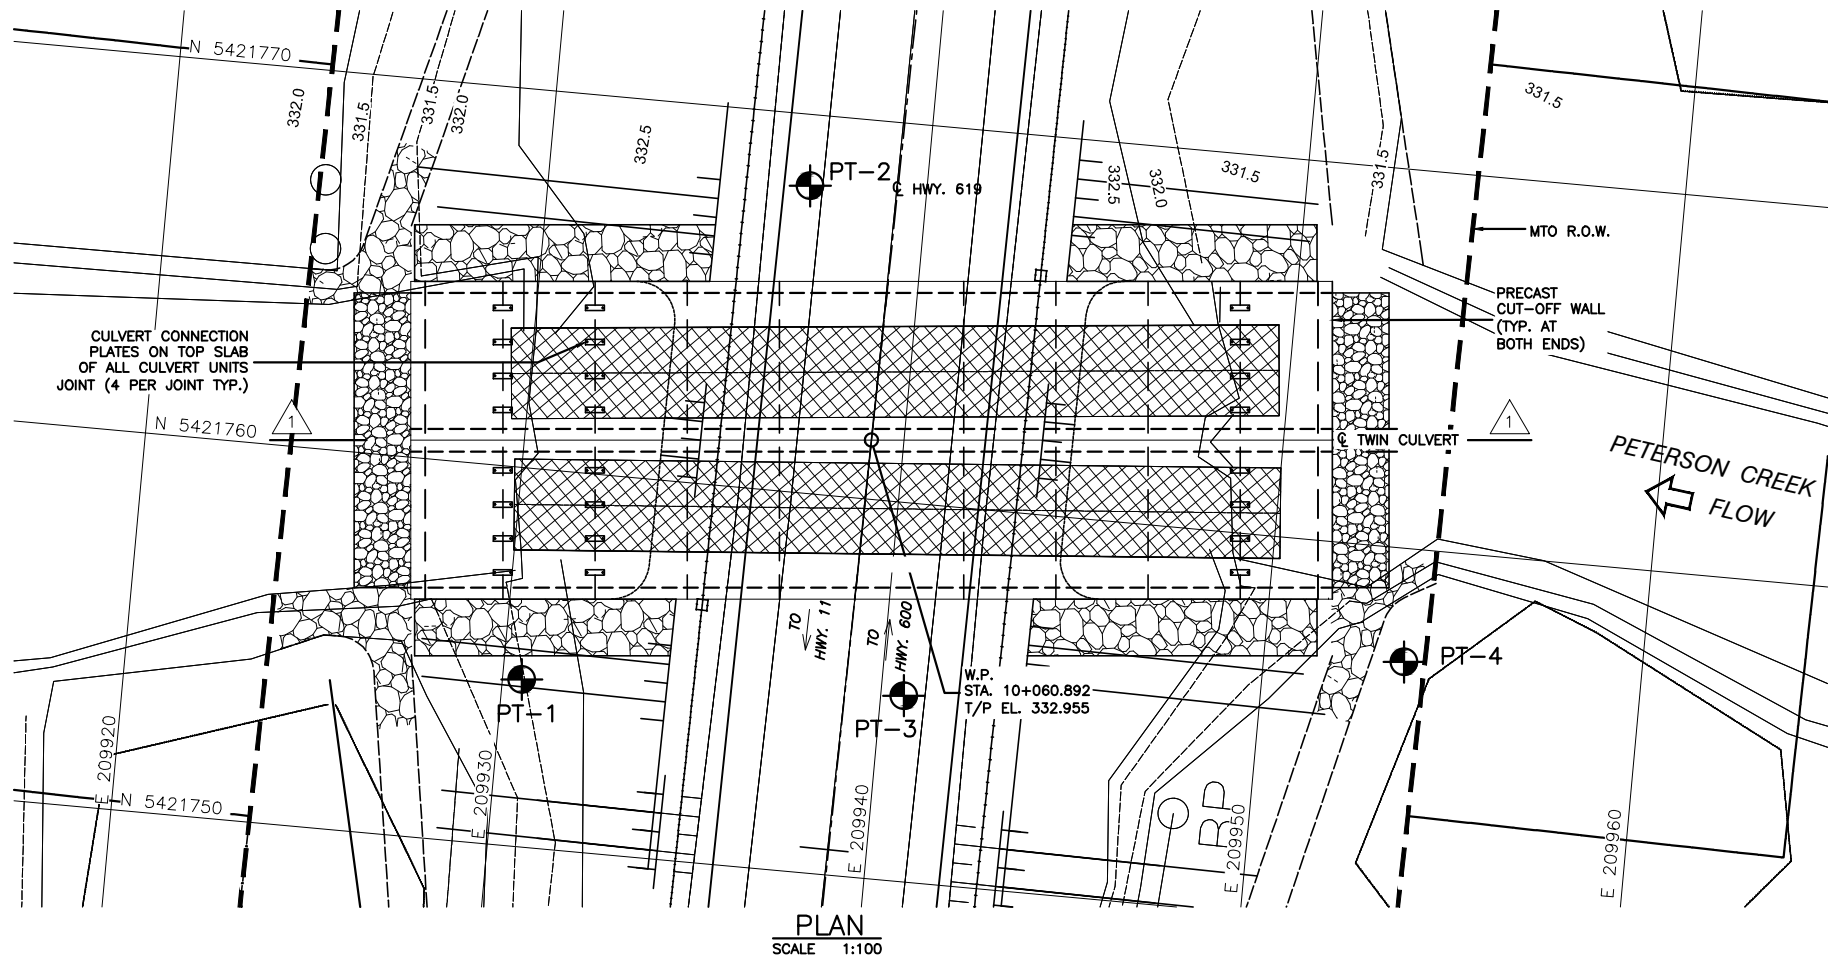 N 5421770
332.0
331.5
331.5
332.0
332.5
PT-2
℄ HWY. 619
332.5
332.0
331.5
331.5
331.5
MTO R.O.W.
PRECAST
CUT-OFF WALL
(TYP. AT
BOTH ENDS)
CULVERT CONNECTION
PLATES ON TOP SLAB
OF ALL CULVERT UNITS
JOINT (4 PER JOINT TYP.)
1
N 5421760
℄ TWIN CULVERT
1
PETERSON CREEK
FLOW
TO
HWY. 11
TO
HWY. 600
W.P.
STA. 10+060.892
T/P EL. 332.955
PT-1
PT-3
PT-4
E 209920
N 5421750
E 209930
E 209940
BP
E 209950
E 209960
PLAN
SCALE 1:100